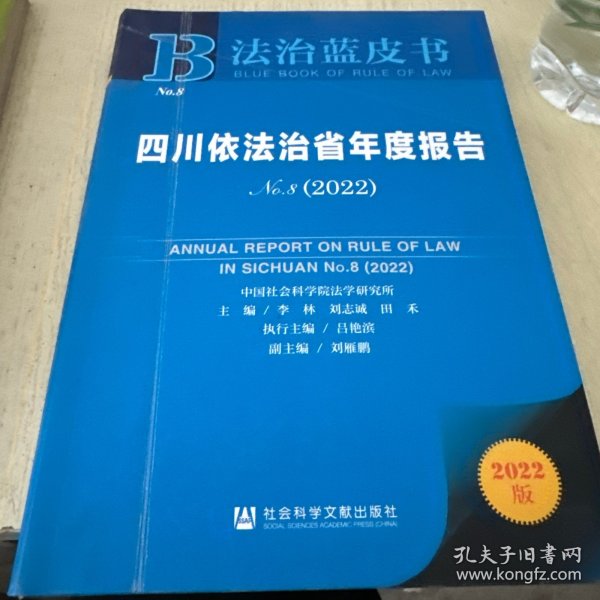 B 法治蓝皮书
BLUE BOOK OF RULE OF LAW
No.8
四川依法治省年度报告
No.8 (2022)
ANNUAL REPORT ON RULE OF LAW
IN SICHUAN No.8 (2022)
中国社会科学院法学研究所
主 编 / 李 林 刘志诚 田 禾
执行主编 / 吕艳滨
副主编 / 刘雁鹏
2022
版
SSAP
社会科学文献出版社
SOCIAL SCIENCES ACADEMIC PRESS (CHINA)
孔夫子旧书网
www.kongfz.com